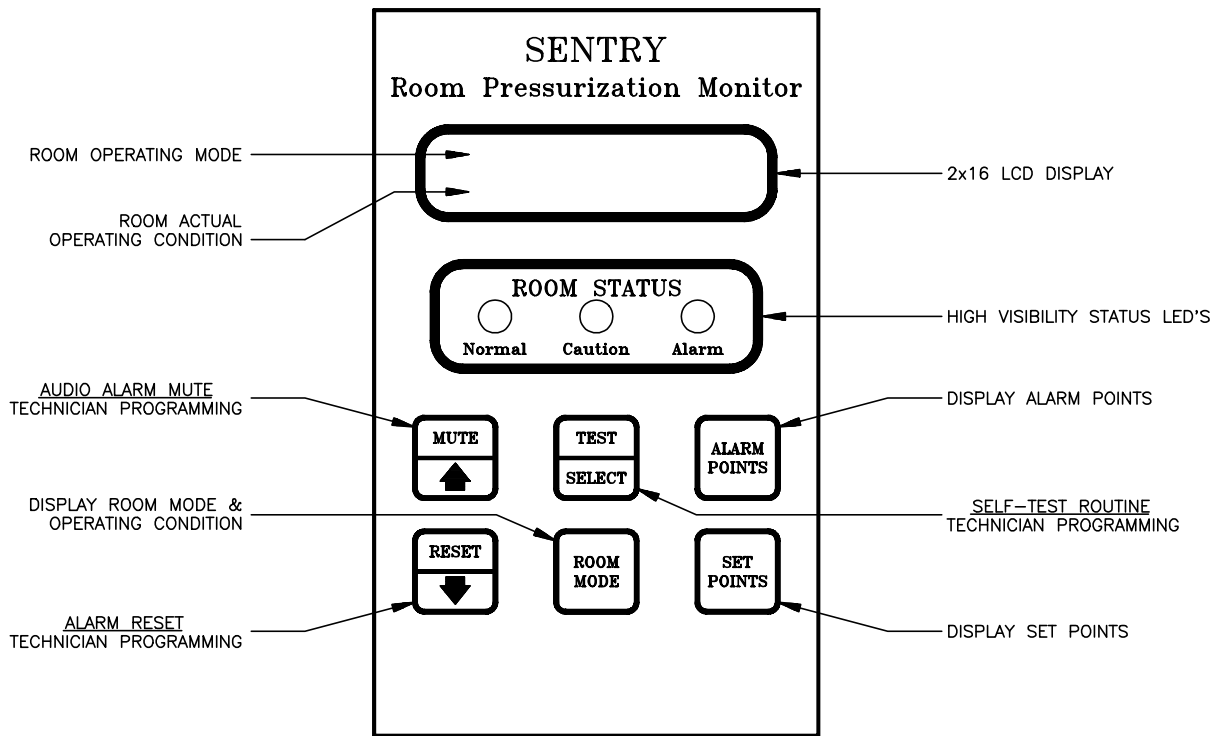 SENTRY
Room Pressurization Monitor
ROOM OPERATING MODE
2x16 LCD DISPLAY
ROOM ACTUAL
OPERATING CONDITION
ROOM STATUS
Normal Caution Alarm
HIGH VISIBILITY STATUS LED'S
AUDIO ALARM MUTE
TECHNICIAN PROGRAMMING
DISPLAY ALARM POINTS
MUTE
TEST
SELECT
ALARM
POINTS
DISPLAY ROOM MODE &
OPERATING CONDITION
SELF-TEST ROUTINE
TECHNICIAN PROGRAMMING
RESET
ROOM
MODE
SET
POINTS
ALARM RESET
TECHNICIAN PROGRAMMING
DISPLAY SET POINTS